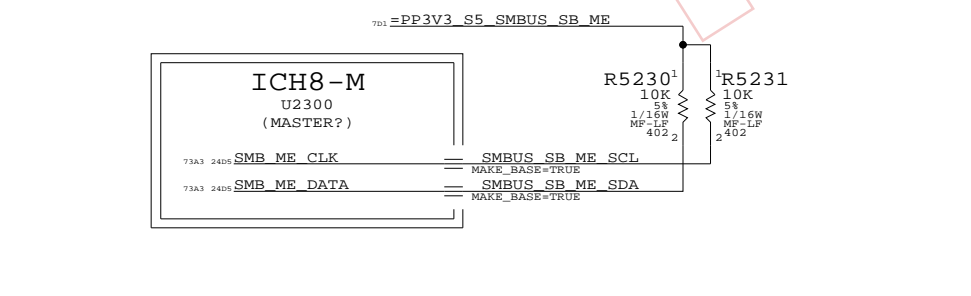 7D1 =PP3V3_S5_SMBUS_SB_ME
ICH8-M
U2300
(MASTER?)
R5230 1
10K
5%
1/16W
MF-LF
402 2
1 R5231
10K
5%
1/16W
MF-LF
2 402
73A3 24D5 SMB_ME_CLK SMBUS_SB_ME_SCL
MAKE_BASE=TRUE
73A3 24D5 SMB_ME_DATA SMBUS_SB_ME_SDA
MAKE_BASE=TRUE